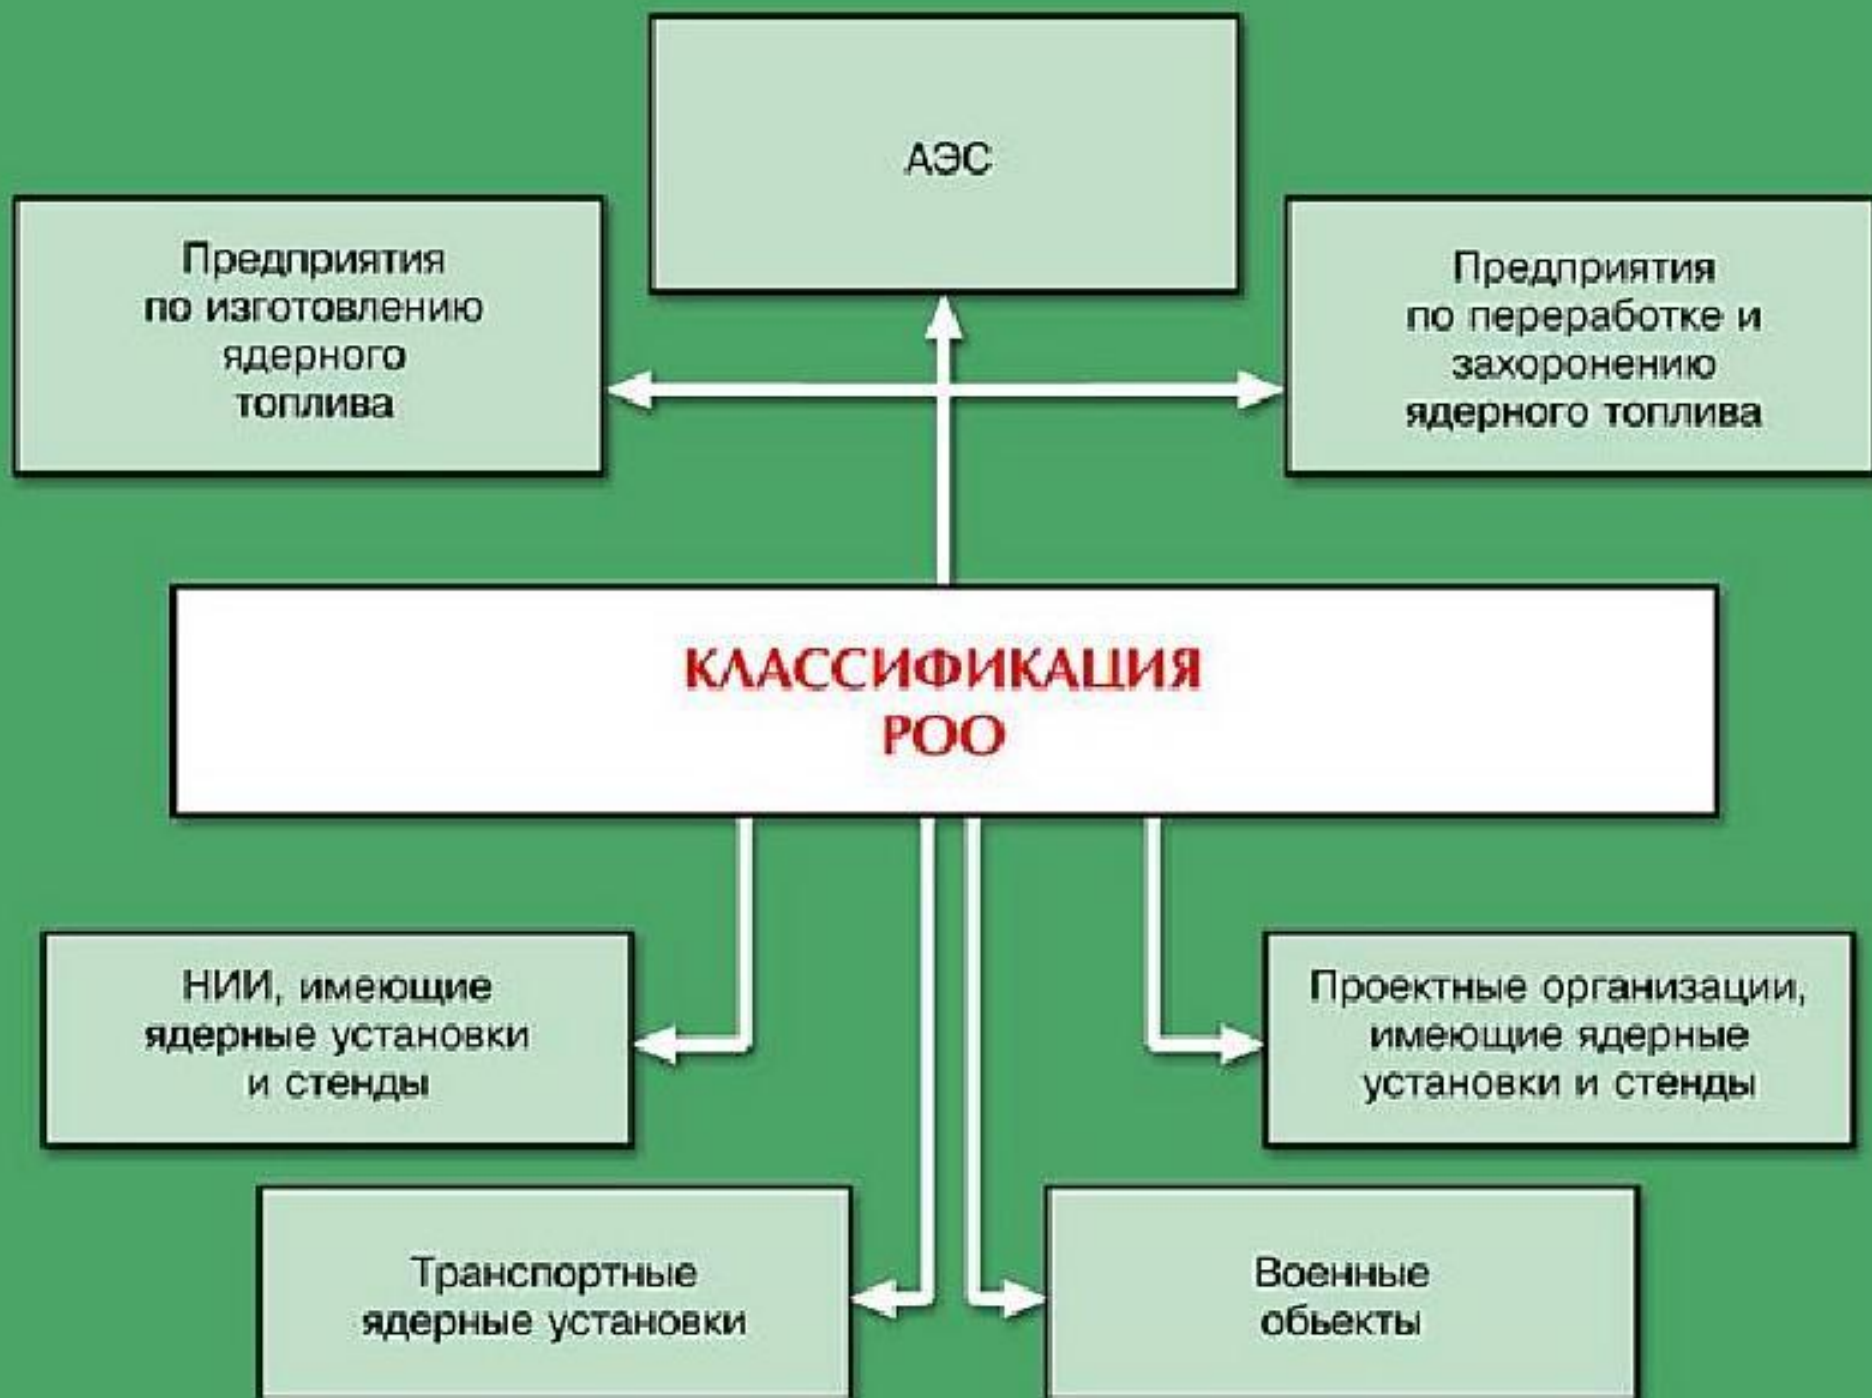 АЭС
Предприятия
по изготовлению
ядерного
топлива
Предприятия
по переработке и
захоронению
ядерного топлива
КЛАССИФИКАЦИЯ
РОО
НИИ, имеющие
ядерные установки
и стенды
Проектные организации,
имеющие ядерные
установки и стенды
Транспортные
ядерные установки
Военные
обьекты